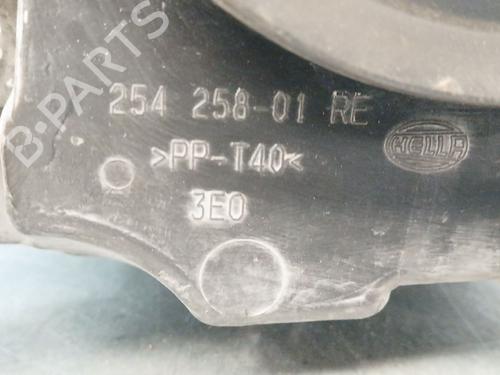 B-PARTS
254 258-01 RE
HELLA
>PP-T40<
3E0